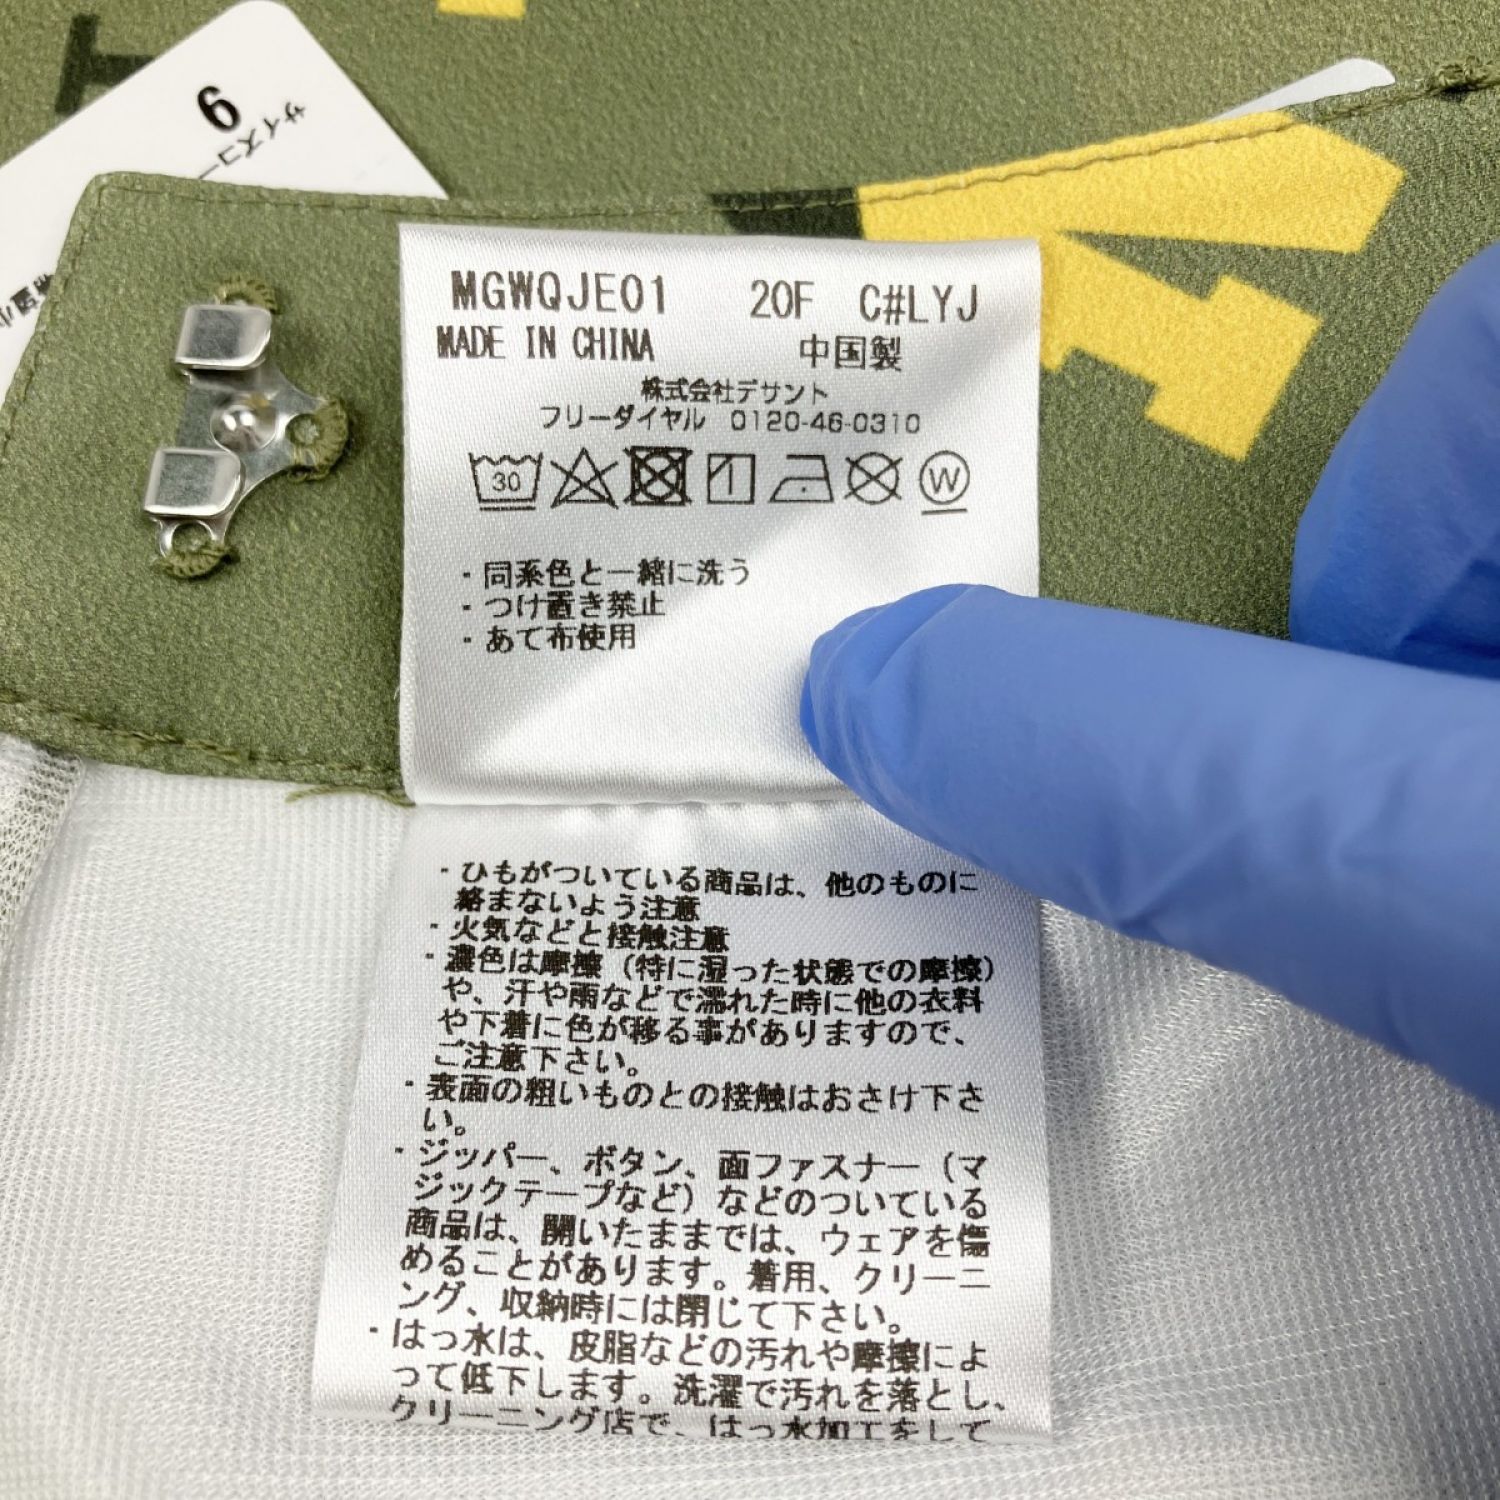 9
サイズコー
MGWQJE01 20F C#LYJ
MADE IN CHINA 中国製
株式会社デサント
フリーダイヤル 0120-46-0310
30 W
・同系色と一緒に洗う
・つけ置き禁止
・あて布使用
・ひもがついている商品は、他のものに
絡まないよう注意
・火気などと接触注意
・濃色は摩擦（特に湿った状態での摩擦）
や、汗や雨などで濡れた時に他の衣料
や下着に色が移る事がありますので、
ご注意下さい。
・表面の粗いものとの接触はおさけ下さ
い。
・ジッパー、ボタン、面ファスナー（マ
ジックテープなど）などのついている
商品は、開いたままでは、ウェアを傷
めることがあります。着用、クリーニ
ング、収納時には閉じて下さい。
・はっ水は、皮脂などの汚れや摩擦によ
って低下します。洗濯で汚れを落とし、
クリーニング店で、はっ水加工をして